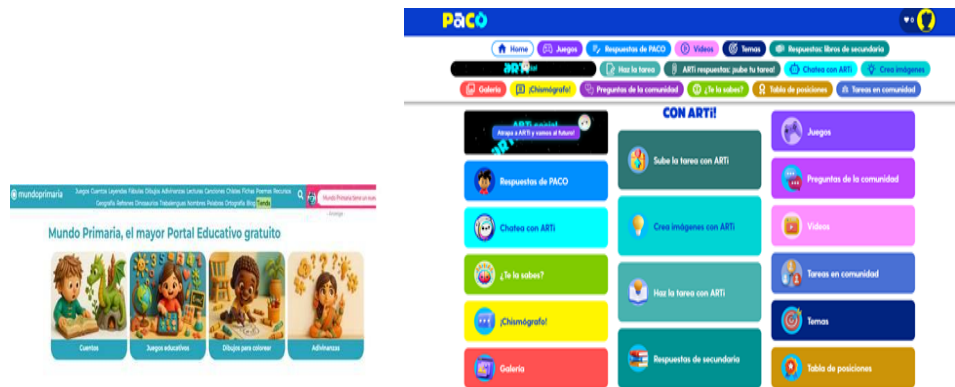 mundoprimaria
Juegos Cuentos Leyendas Fábulas Dibujos Adivinanzas Lecturas Canciones Chistes Fichas Poemas Recursos
Geografía Refranes Dinosaurios Trabalenguas Nombres Palabras Ortografía Blog Tienda
Mundo Primaria tiene un nuevo
Mundo Primaria, el mayor Portal Educativo gratuito
Cuentos
Juegos educativos
Dibujos para colorear
Adivinanzas
PACO
Home Juegos Respuestas de PACO Videos Temas Respuestas: libros de secundaria
Haz la tarea ARTi respuestas: ¡sube tu tarea! Chatea con ARTi Crea imágenes
Galería ¡Chismógrafo! Preguntas de la comunidad ¿Te la sabes? Tabla de posiciones Tareas en comunidad
CON ARTi!
Atrapa a ARTi y vamos al futuro!
Respuestas de PACO
Chatea con ARTi
¿Te la sabes?
¡Chismógrafo!
Galería
Sube la tarea con ARTi
Crea imágenes con ARTi
Haz la tarea con ARTi
Respuestas de secundaria
Juegos
Preguntas de la comunidad
Videos
Tareas en comunidad
Temas
Tabla de posiciones